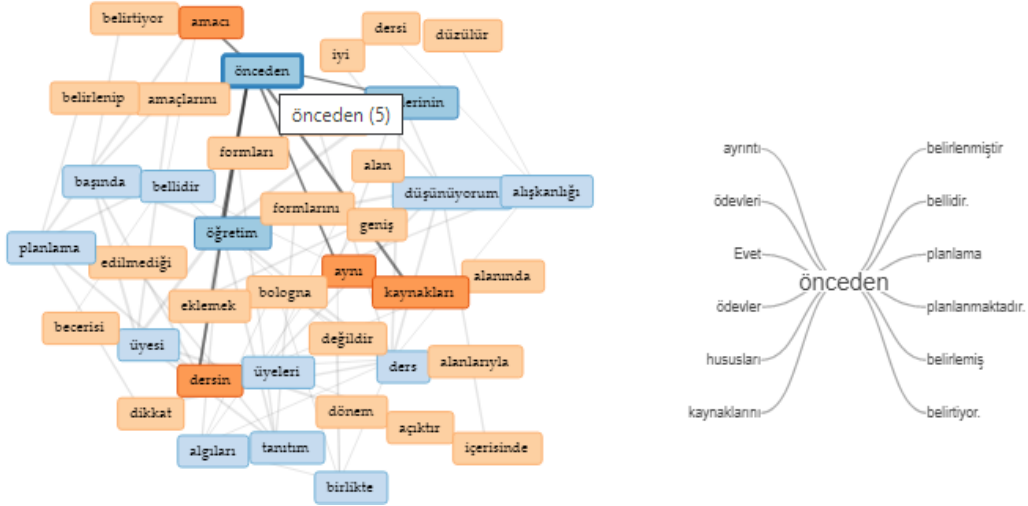 belirtiyor
amacı
dersi
düzülür
iyi
önceden
belirlenip
amaçlarını
erinin
önceden (5)
formları
alan
başında
bellidir
düşünüyorum
alışkanlığı
formlarını
geniş
öğretim
planlama
edilmediği
aynı
kaynakları
alanında
eklemek
bologna
becerisi
üyesi
değildir
ders
alanlarıyla
dersin
üyeleri
dikkat
dönem
açıktır
algıları
tanıtım
içerisinde
birlikte
ayrıntı
ödevleri
Evet
ödevler
hususları
kaynaklarını
önceden
belirlenmiştir
bellidir.
planlama
planlanmaktadır.
belirlemiş
belirtiyor.